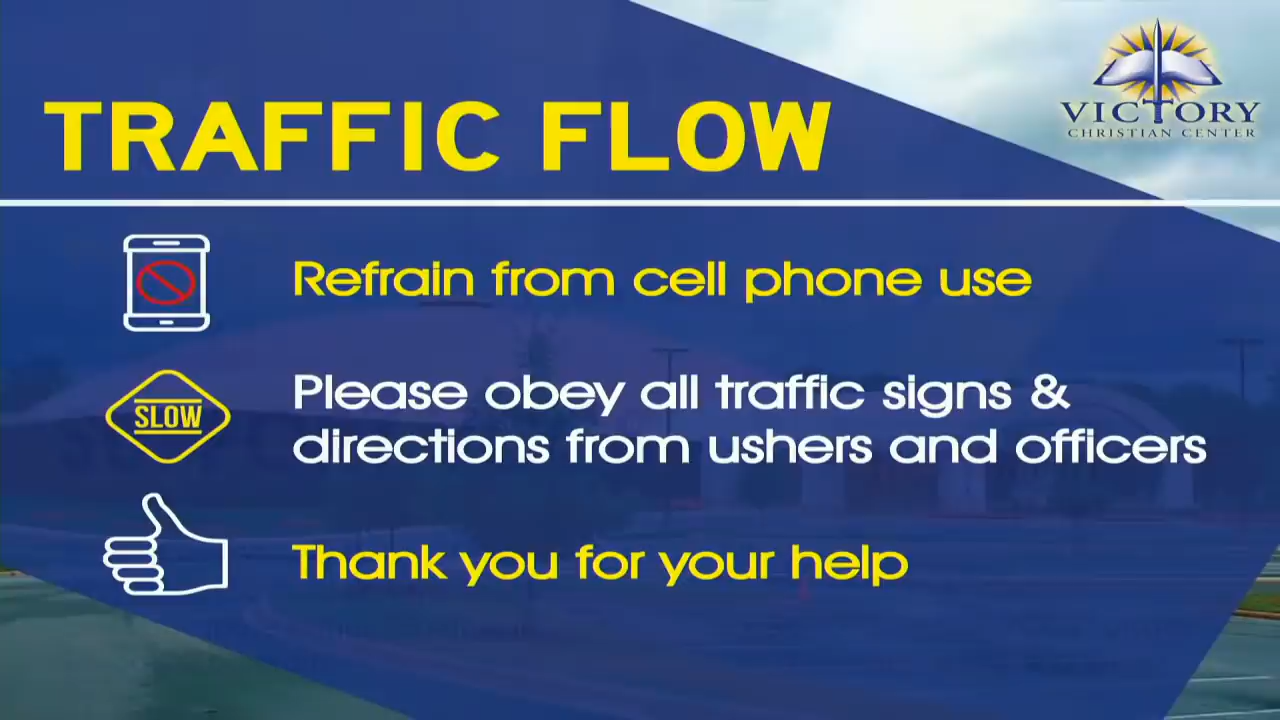 VICTORY
CHRISTIAN CENTER
TRAFFIC FLOW
Refrain from cell phone use
SLOW
Please obey all traffic signs &
directions from ushers and officers
Thank you for your help